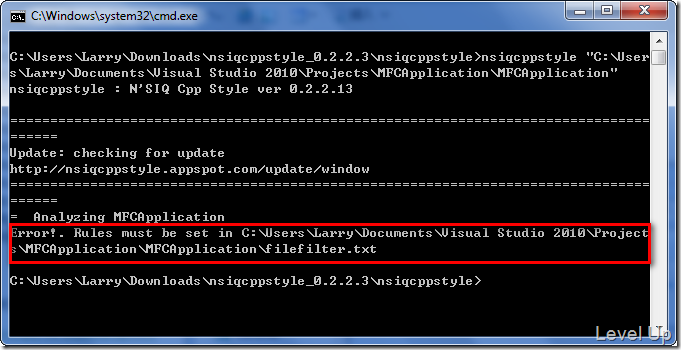 C:\Windows\system32\cmd.exe
C:\Users\Larry\Downloads\nsiqcppstyle_0.2.2.3\nsiqcppstyle>nsiqcppstyle "C:\User
s\Larry\Documents\Visual Studio 2010\Projects\MFCApplication\MFCApplication"
nsiqcppstyle : N'SIQ Cpp Style ver 0.2.2.13
================================================================================
======
Update: checking for update
http://nsiqcppstyle.appspot.com/update/window
================================================================================
======
=  Analyzing MFCApplication
Error!. Rules must be set in C:\Users\Larry\Documents\Visual Studio 2010\Project
s\MFCApplication\MFCApplication\filefilter.txt
C:\Users\Larry\Downloads\nsiqcppstyle_0.2.2.3\nsiqcppstyle>
Level Up